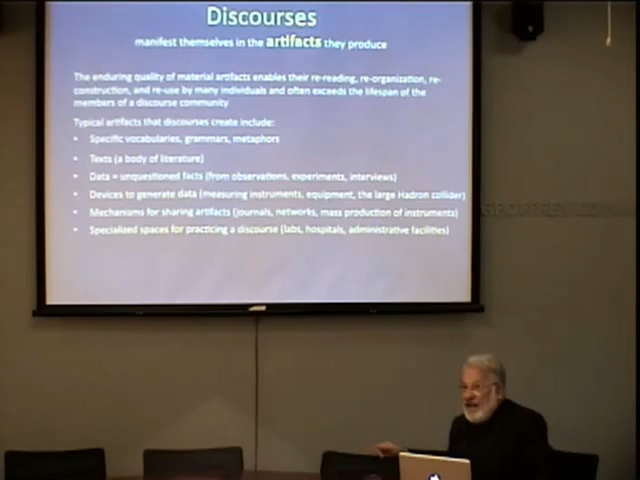 Discourses
manifest themselves in the artifacts they produce
The enduring quality of material artifacts enables their re-reading, re-organization, re-
construction, and re-use by many individuals and often exceeds the lifespan of the
members of a discourse community
Typical artifacts that discourses create include:
• Specific vocabularies, grammars, metaphors
• Texts (a body of literature)
• Data = unquestioned facts (from observations, experiments, interviews)
• Devices to generate data (measuring instruments, equipment, the large Hadron collider)
• Mechanisms for sharing artifacts (journals, networks, mass production of instruments)
• Specialized spaces for practicing a discourse (labs, hospitals, administrative facilities)